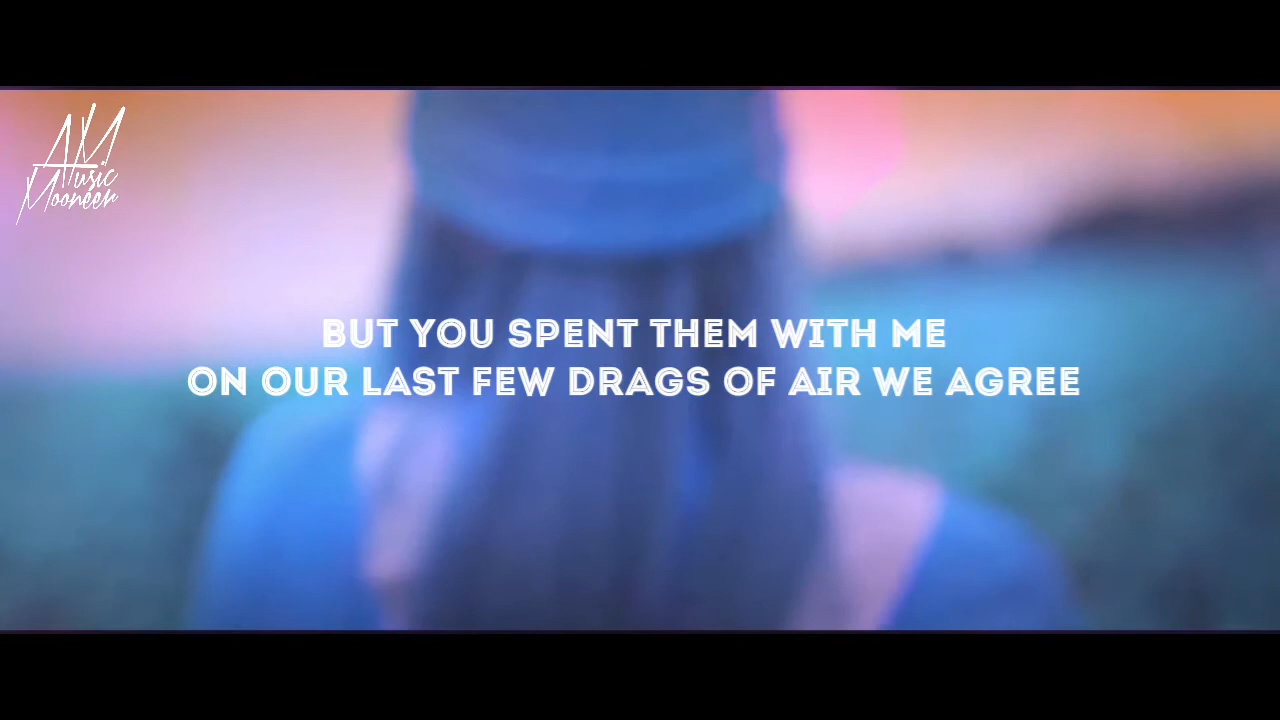 AM
Music
Mooneer
BUT YOU SPENT THEM WITH ME
ON OUR LAST FEW DRAGS OF AIR WE AGREE